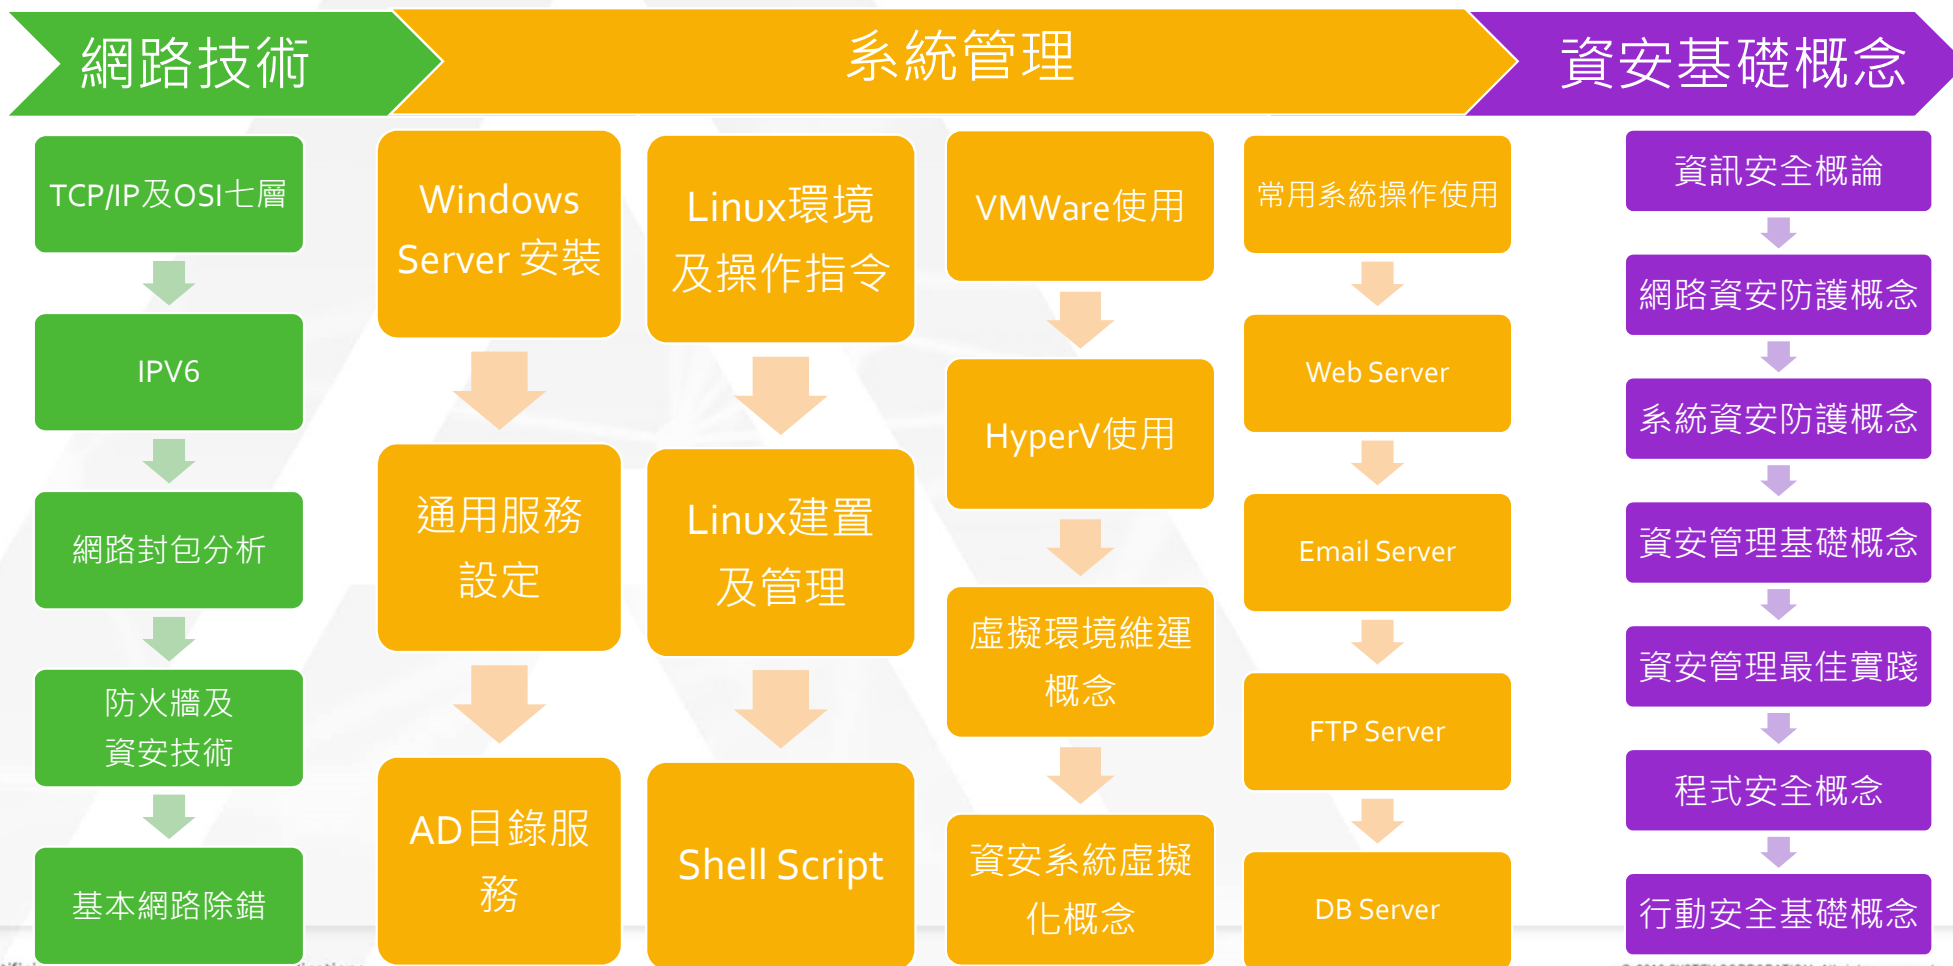 網路技術
系統管理
資安基礎概念
TCP/IP及OSI七層
IPV6
網路封包分析
防火牆及
資安技術
基本網路除錯
Windows
Server 安裝
通用服務
設定
AD目錄服
務
Linux環境
及操作指令
Linux建置
及管理
Shell Script
VMWare使用
HyperV使用
虛擬環境維運
概念
資安系統虛擬
化概念
常用系統操作使用
Web Server
Email Server
FTP Server
DB Server
資訊安全概論
網路資安防護概念
系統資安防護概念
資安管理基礎概念
資安管理最佳實踐
程式安全概念
行動安全基礎概念